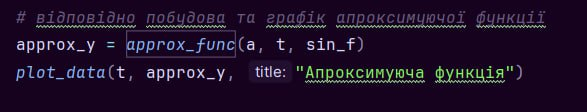 # відповідно побудова та графік апроксимуючої функції
approx_y = approx_func(a, t, sin_f)
plot_data(t, approx_y, title: "Апроксимуюча функція")